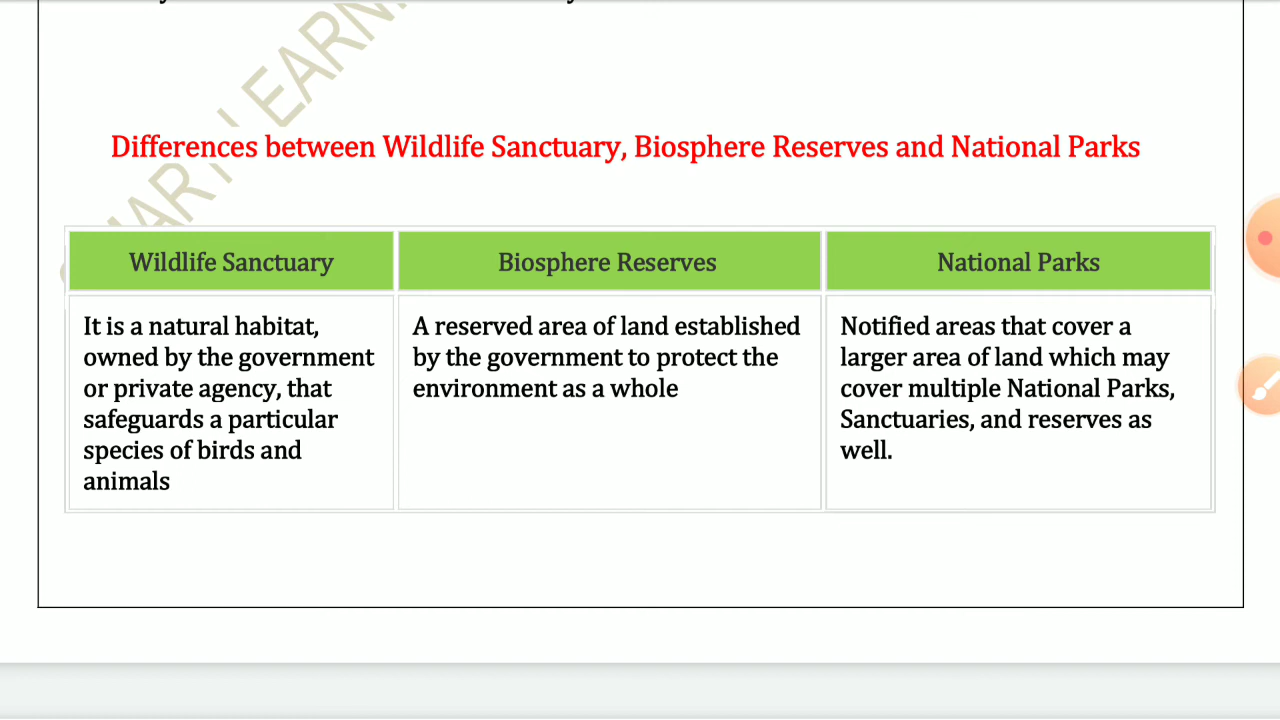 Differences between Wildlife Sanctuary, Biosphere Reserves and National Parks
Wildlife Sanctuary
Biosphere Reserves
National Parks
It is a natural habitat,
owned by the government
or private agency, that
safeguards a particular
species of birds and
animals
A reserved area of land established
by the government to protect the
environment as a whole
Notified areas that cover a
larger area of land which may
cover multiple National Parks,
Sanctuaries, and reserves as
well.